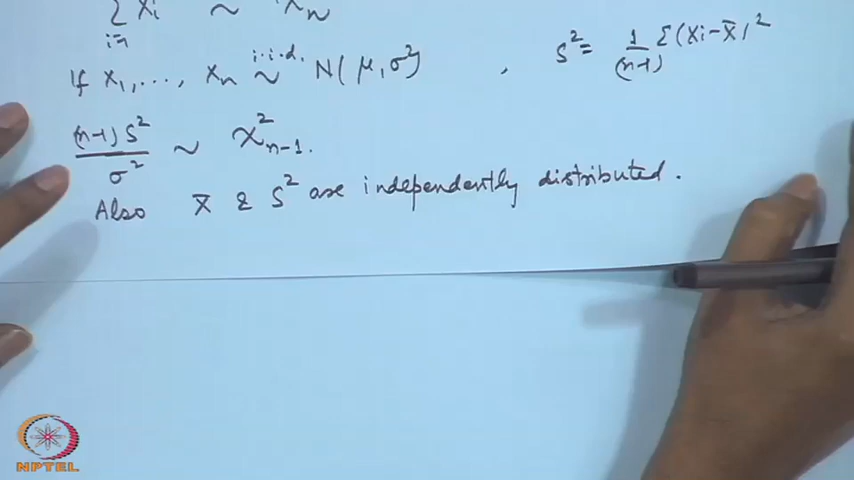 Σ Xi ~ χn
i=1
If X1, ..., Xn i.i.d. ~ N(μ, σ²) , S² = 1/(n-1) Σ(Xi-X̄)²
(n-1)S²/σ² ~ χ²n-1.
Also X̄ & S² are independently distributed.
NPTEL